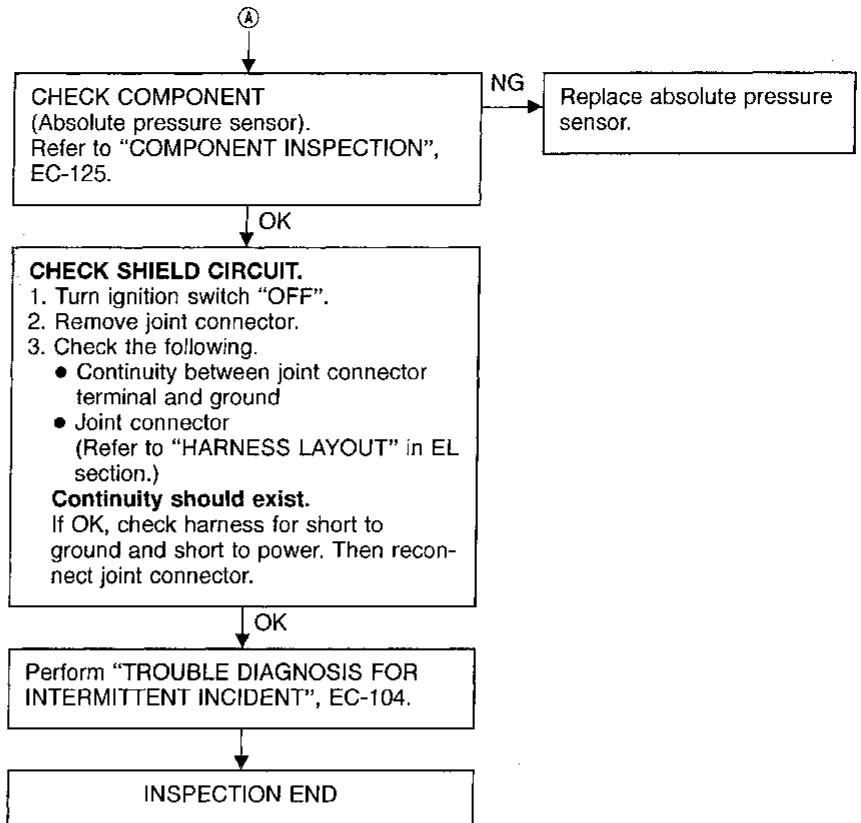 Ⓐ
CHECK COMPONENT
(Absolute pressure sensor).
Refer to “COMPONENT INSPECTION”,
EC-125.
NG
Replace absolute pressure
sensor.
OK
CHECK SHIELD CIRCUIT.
1. Turn ignition switch “OFF”.
2. Remove joint connector.
3. Check the following.
● Continuity between joint connector
terminal and ground
● Joint connector
(Refer to “HARNESS LAYOUT” in EL
section.)
Continuity should exist.
If OK, check harness for short to
ground and short to power. Then recon-
nect joint connector.
OK
Perform “TROUBLE DIAGNOSIS FOR
INTERMITTENT INCIDENT”, EC-104.
INSPECTION END